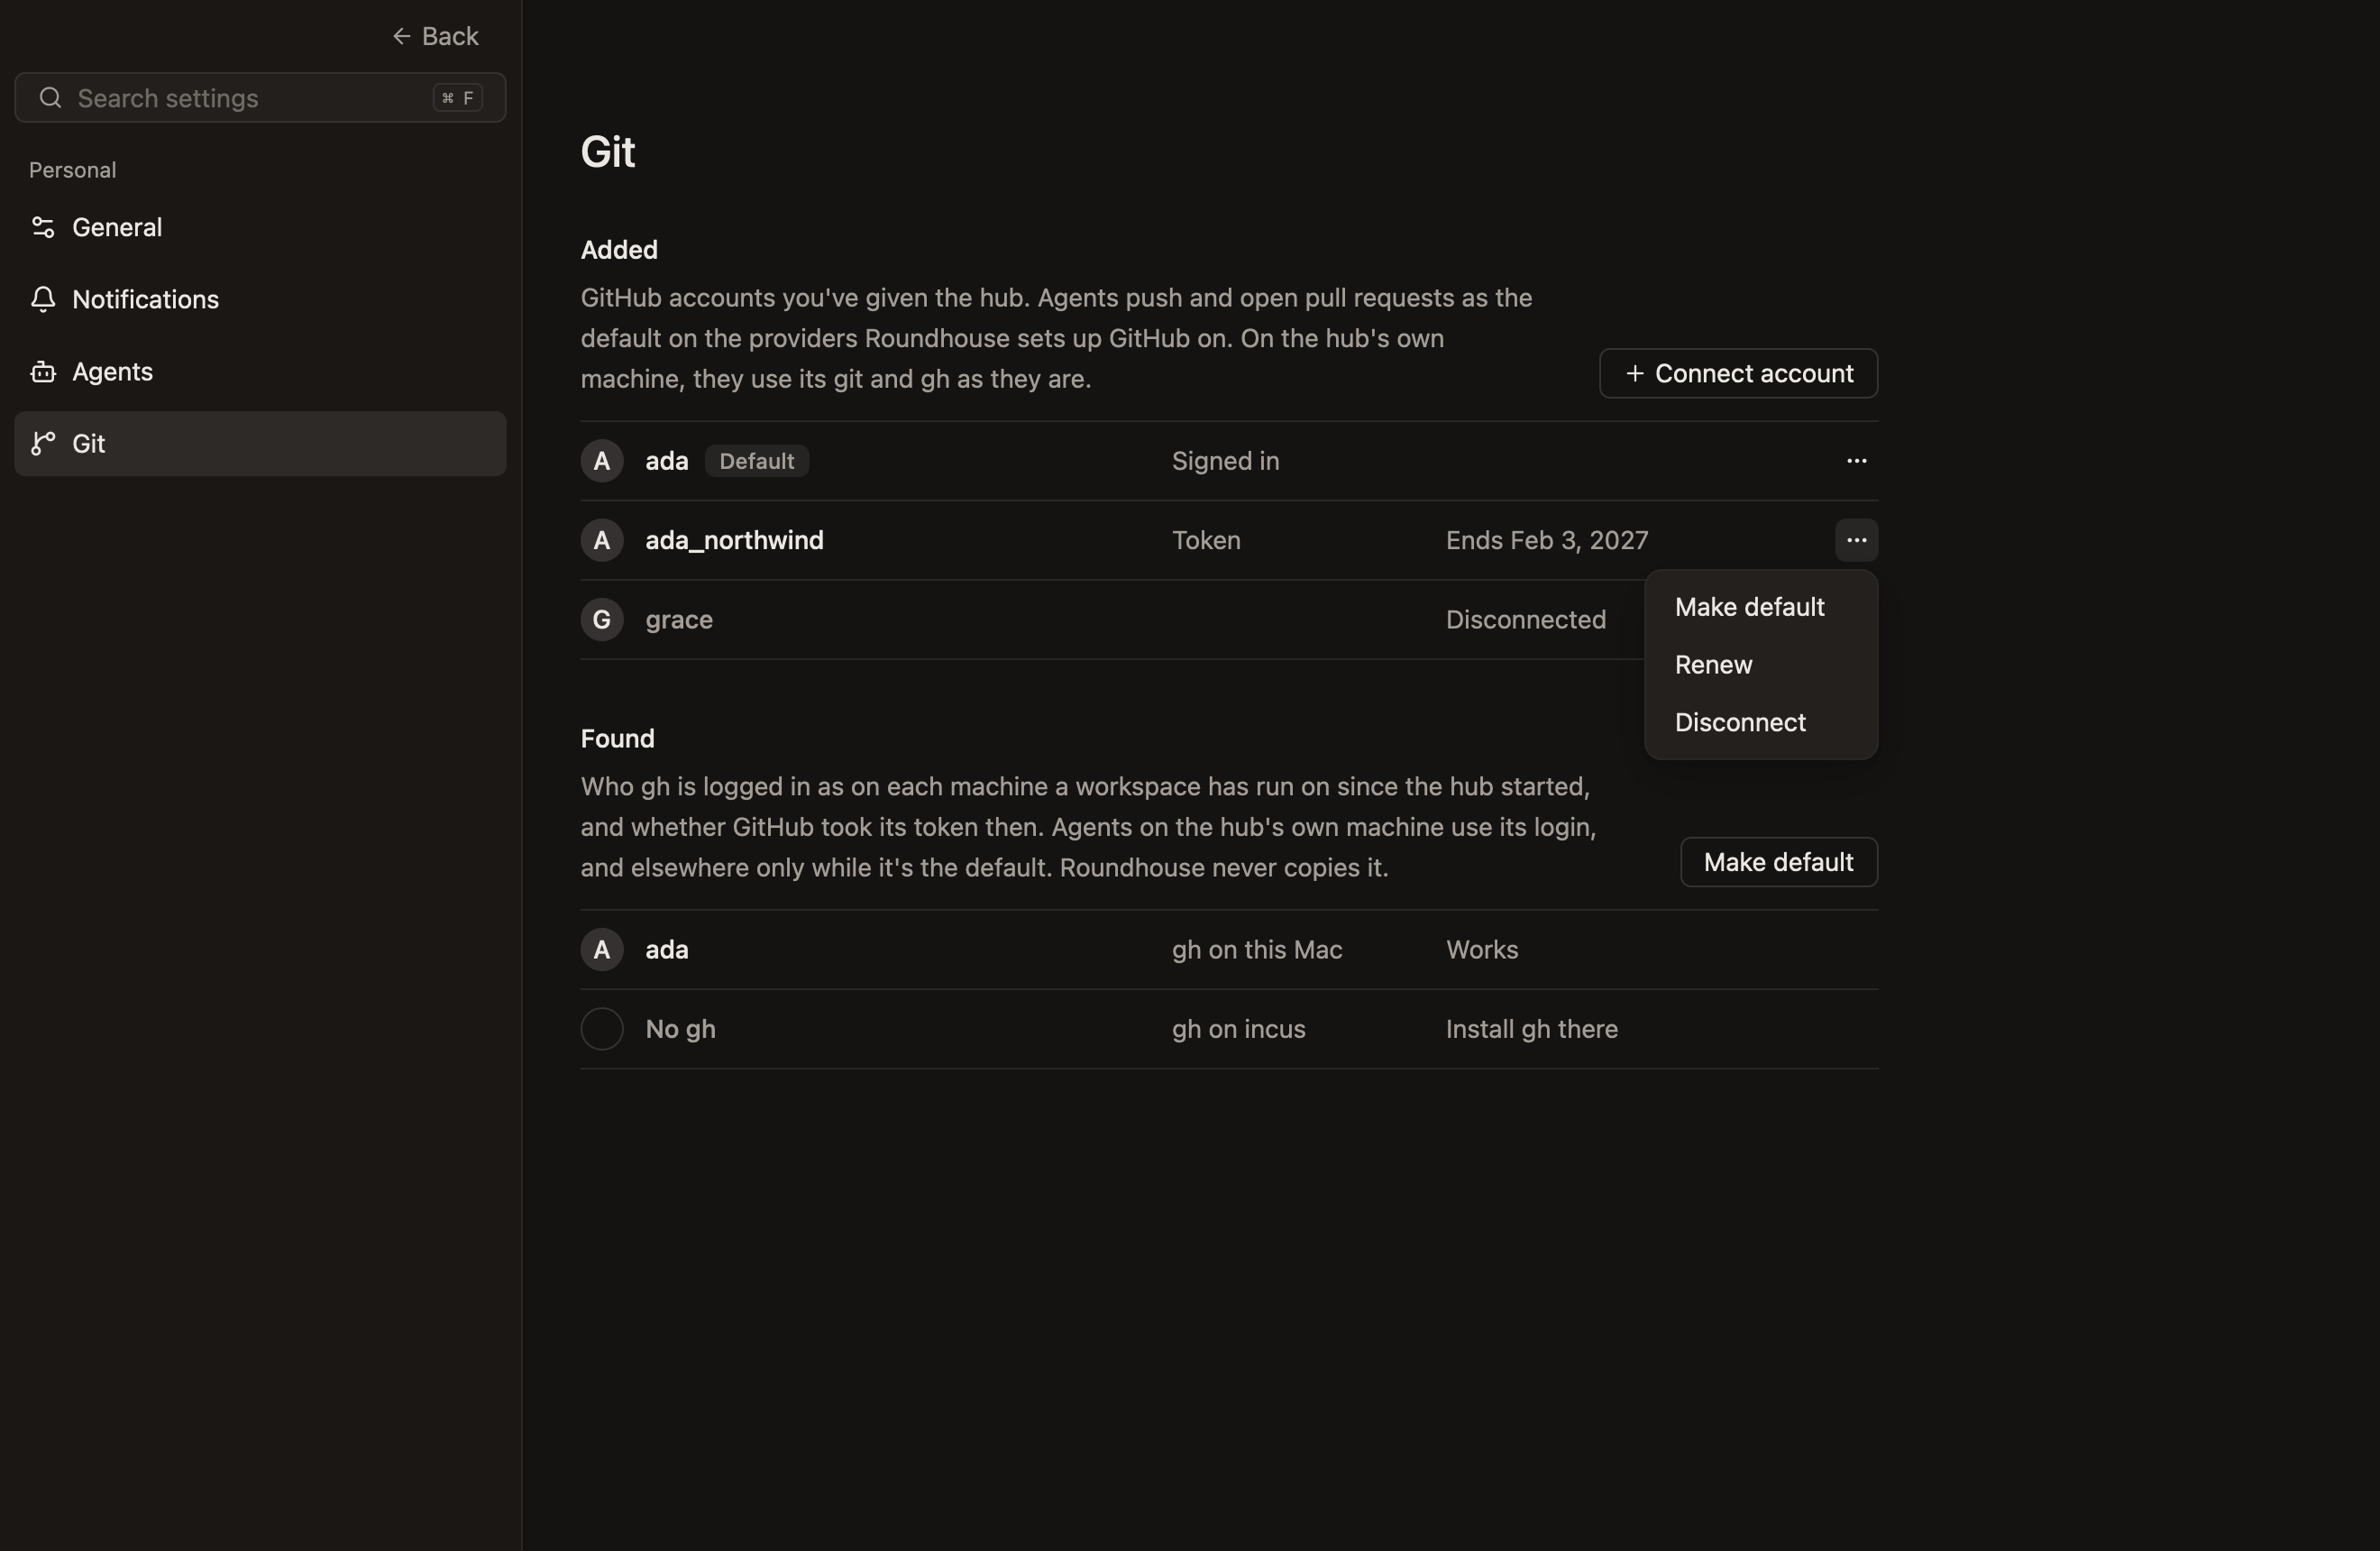 Back
Search settings
⌘ F
Personal
General
Notifications
Agents
Git
Git
Added
GitHub accounts you've given the hub. Agents push and open pull requests as the
default on the providers Roundhouse sets up GitHub on. On the hub's own
machine, they use its git and gh as they are.
+ Connect account
A ada Default Signed in ···
A ada_northwind Token Ends Feb 3, 2027 ···
G grace Disconnected
Make default
Renew
Disconnect
Found
Who gh is logged in as on each machine a workspace has run on since the hub started,
and whether GitHub took its token then. Agents on the hub's own machine use its login,
and elsewhere only while it's the default. Roundhouse never copies it.
Make default
A ada gh on this Mac Works
No gh gh on incus Install gh there